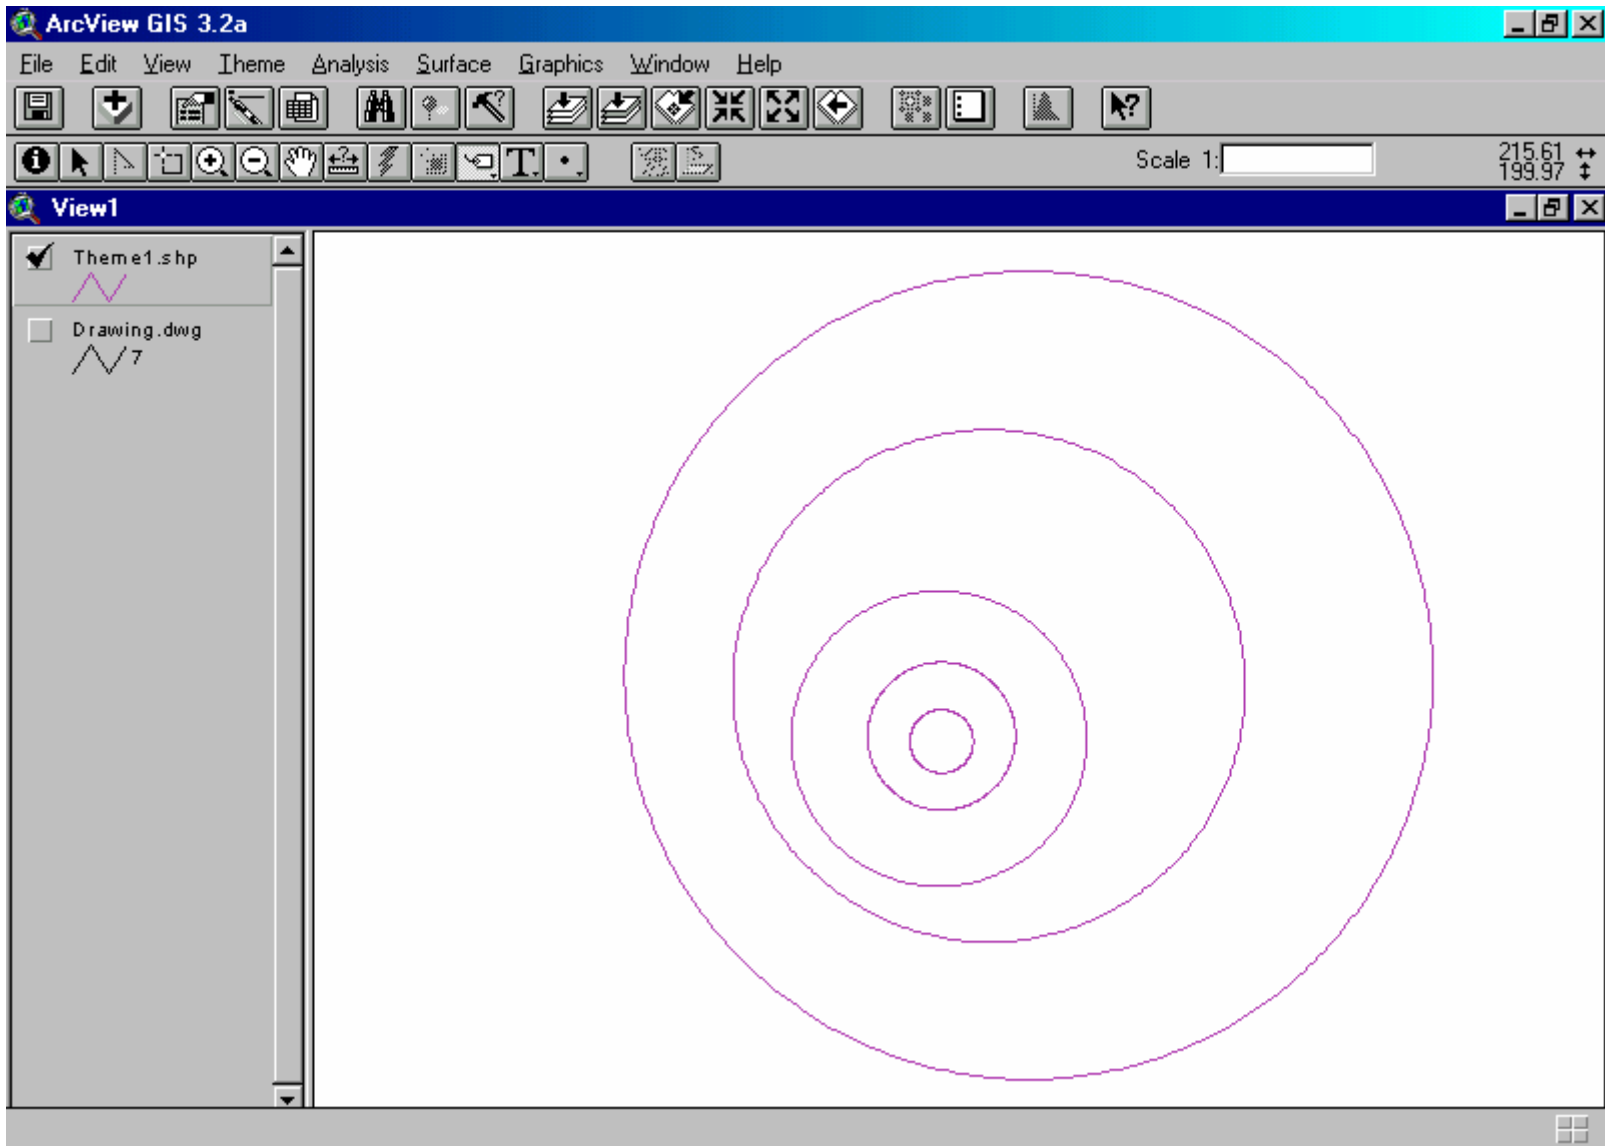 ArcView GIS 3.2a
File Edit View Theme Analysis Surface Graphics Window Help
Scale 1:
215.61
199.97
View1
Theme1.shp
Drawing.dwg
7